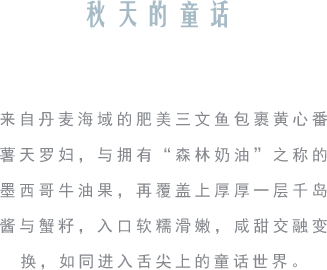 秋天的童话
来自丹麦海域的肥美三文鱼包裹黄心番
薯天罗妇，与拥有“森林奶油”之称的
墨西哥牛油果，再覆盖上厚厚一层千岛
酱与蟹籽，入口软糯滑嫩，咸甜交融变
换，如同进入舌尖上的童话世界。